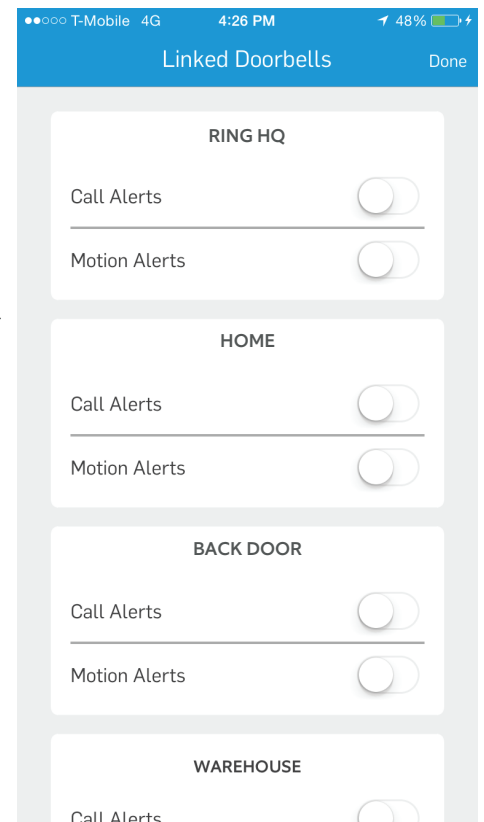 T-Mobile 4G 4:26 PM 48%
Linked Doorbells Done
RING HQ
Call Alerts
Motion Alerts
HOME
Call Alerts
Motion Alerts
BACK DOOR
Call Alerts
Motion Alerts
WAREHOUSE
Call Alerts